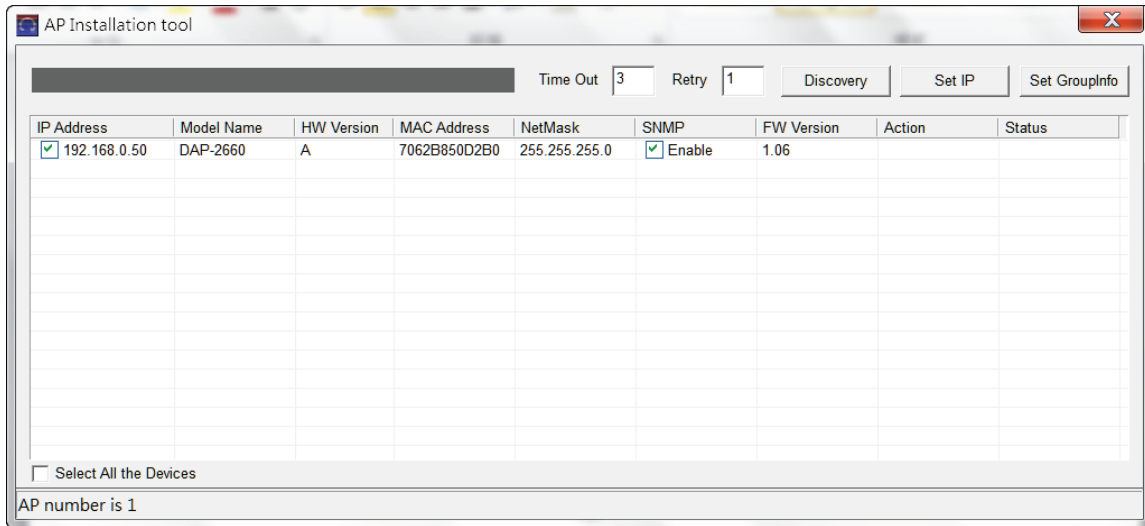 AP Installation tool
Time Out 3 Retry 1 Discovery Set IP Set GroupInfo
IP Address Model Name HW Version MAC Address NetMask SNMP FW Version Action Status
192.168.0.50 DAP-2660 A 7062B850D2B0 255.255.255.0 Enable 1.06
Select All the Devices
AP number is 1